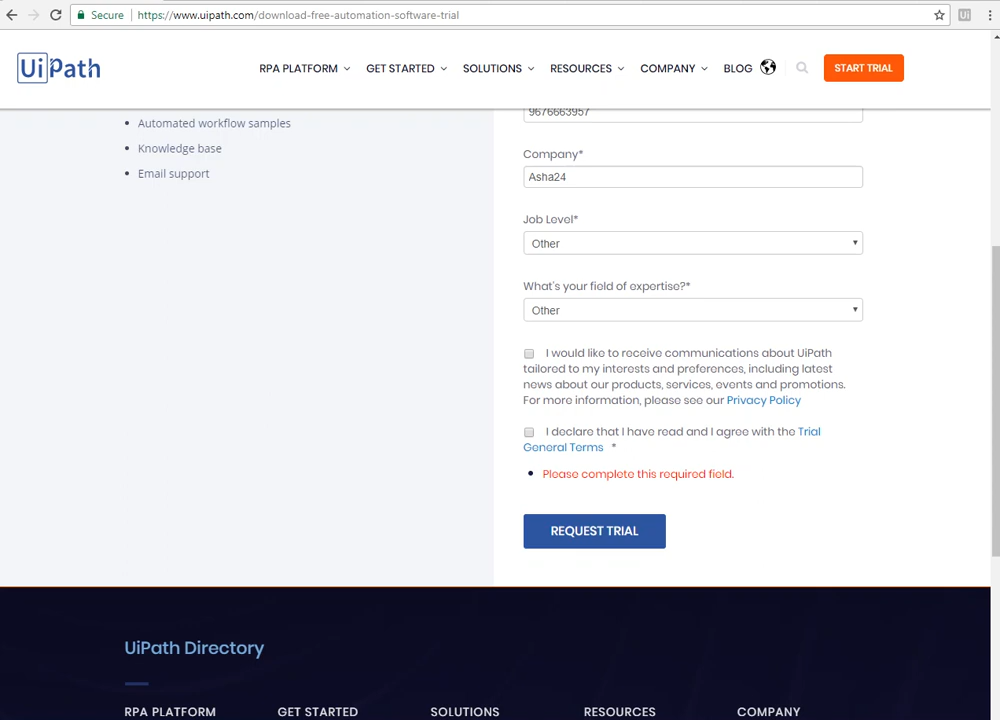 Secure https://www.uipath.com/download-free-automation-software-trial
UiPath RPA PLATFORM GET STARTED SOLUTIONS RESOURCES COMPANY BLOG START TRIAL
Automated workflow samples
Knowledge base
Email support
9676663957
Company*
Asha24
Job Level*
Other
What's your field of expertise?*
Other
I would like to receive communications about UiPath
tailored to my interests and preferences, including latest
news about our products, services, events and promotions.
For more information, please see our Privacy Policy
I declare that I have read and I agree with the Trial
General Terms *
Please complete this required field.
REQUEST TRIAL
UiPath Directory
RPA PLATFORM GET STARTED SOLUTIONS RESOURCES COMPANY